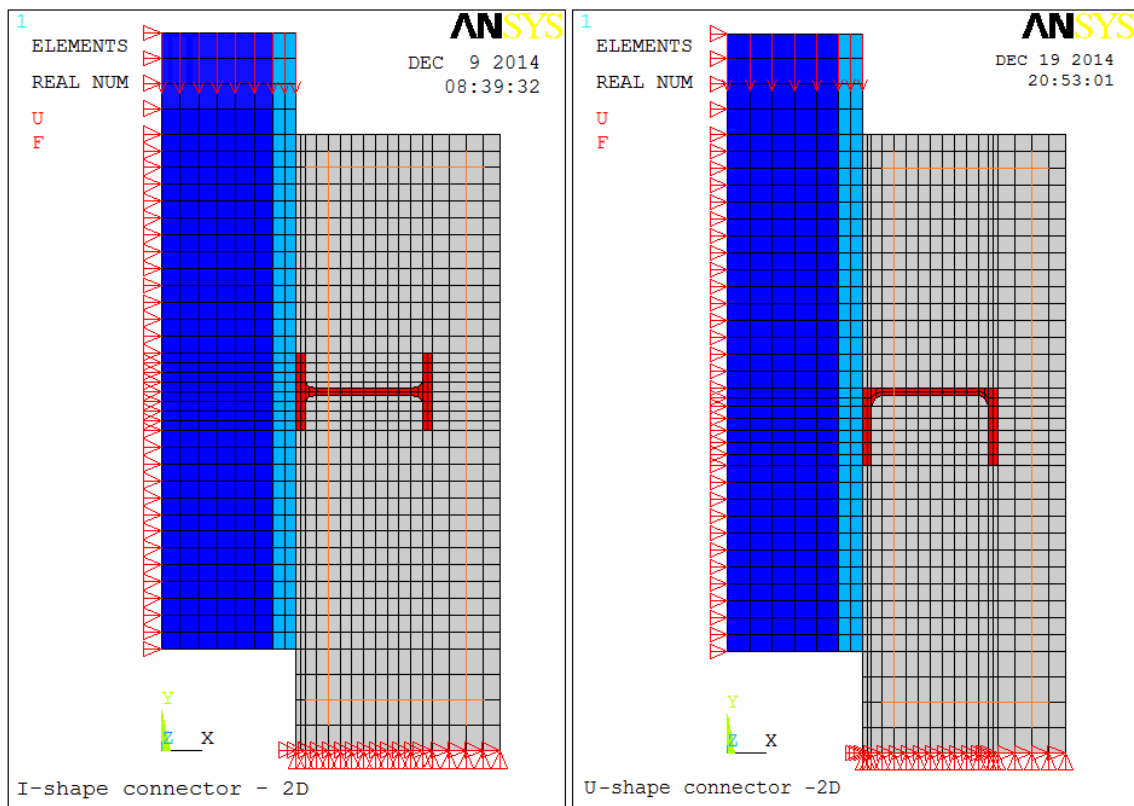 1
ANSYS
ELEMENTS
DEC 9 2014
REAL NUM
08:39:32
U
F
Y
Z X
I-shape connector - 2D
1
ANSYS
ELEMENTS
DEC 19 2014
REAL NUM
20:53:01
U
F
Y
Z X
U-shape connector -2D